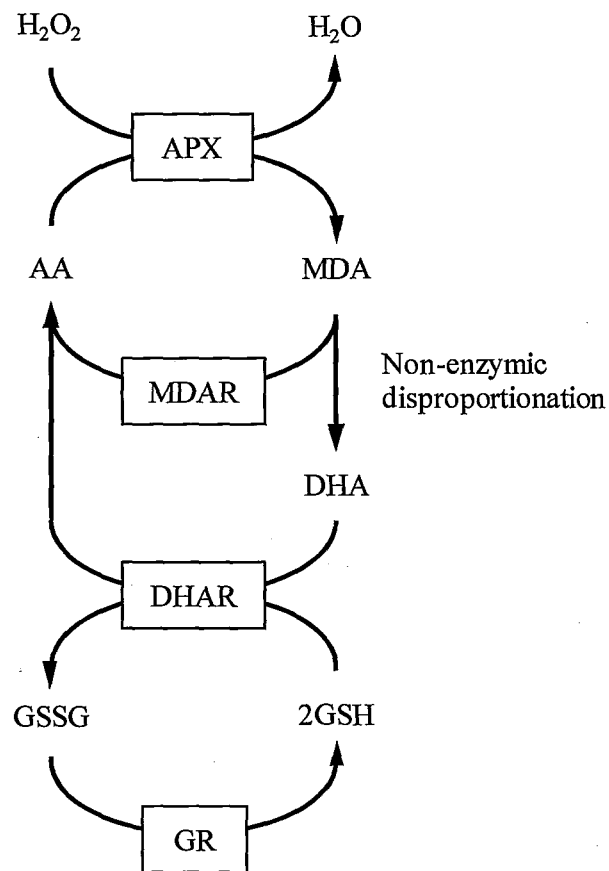 H₂O₂ H₂O
APX
AA MDA
Non-enzymic
disproportionation
MDAR
DHA
DHAR
GSSG 2GSH
GR